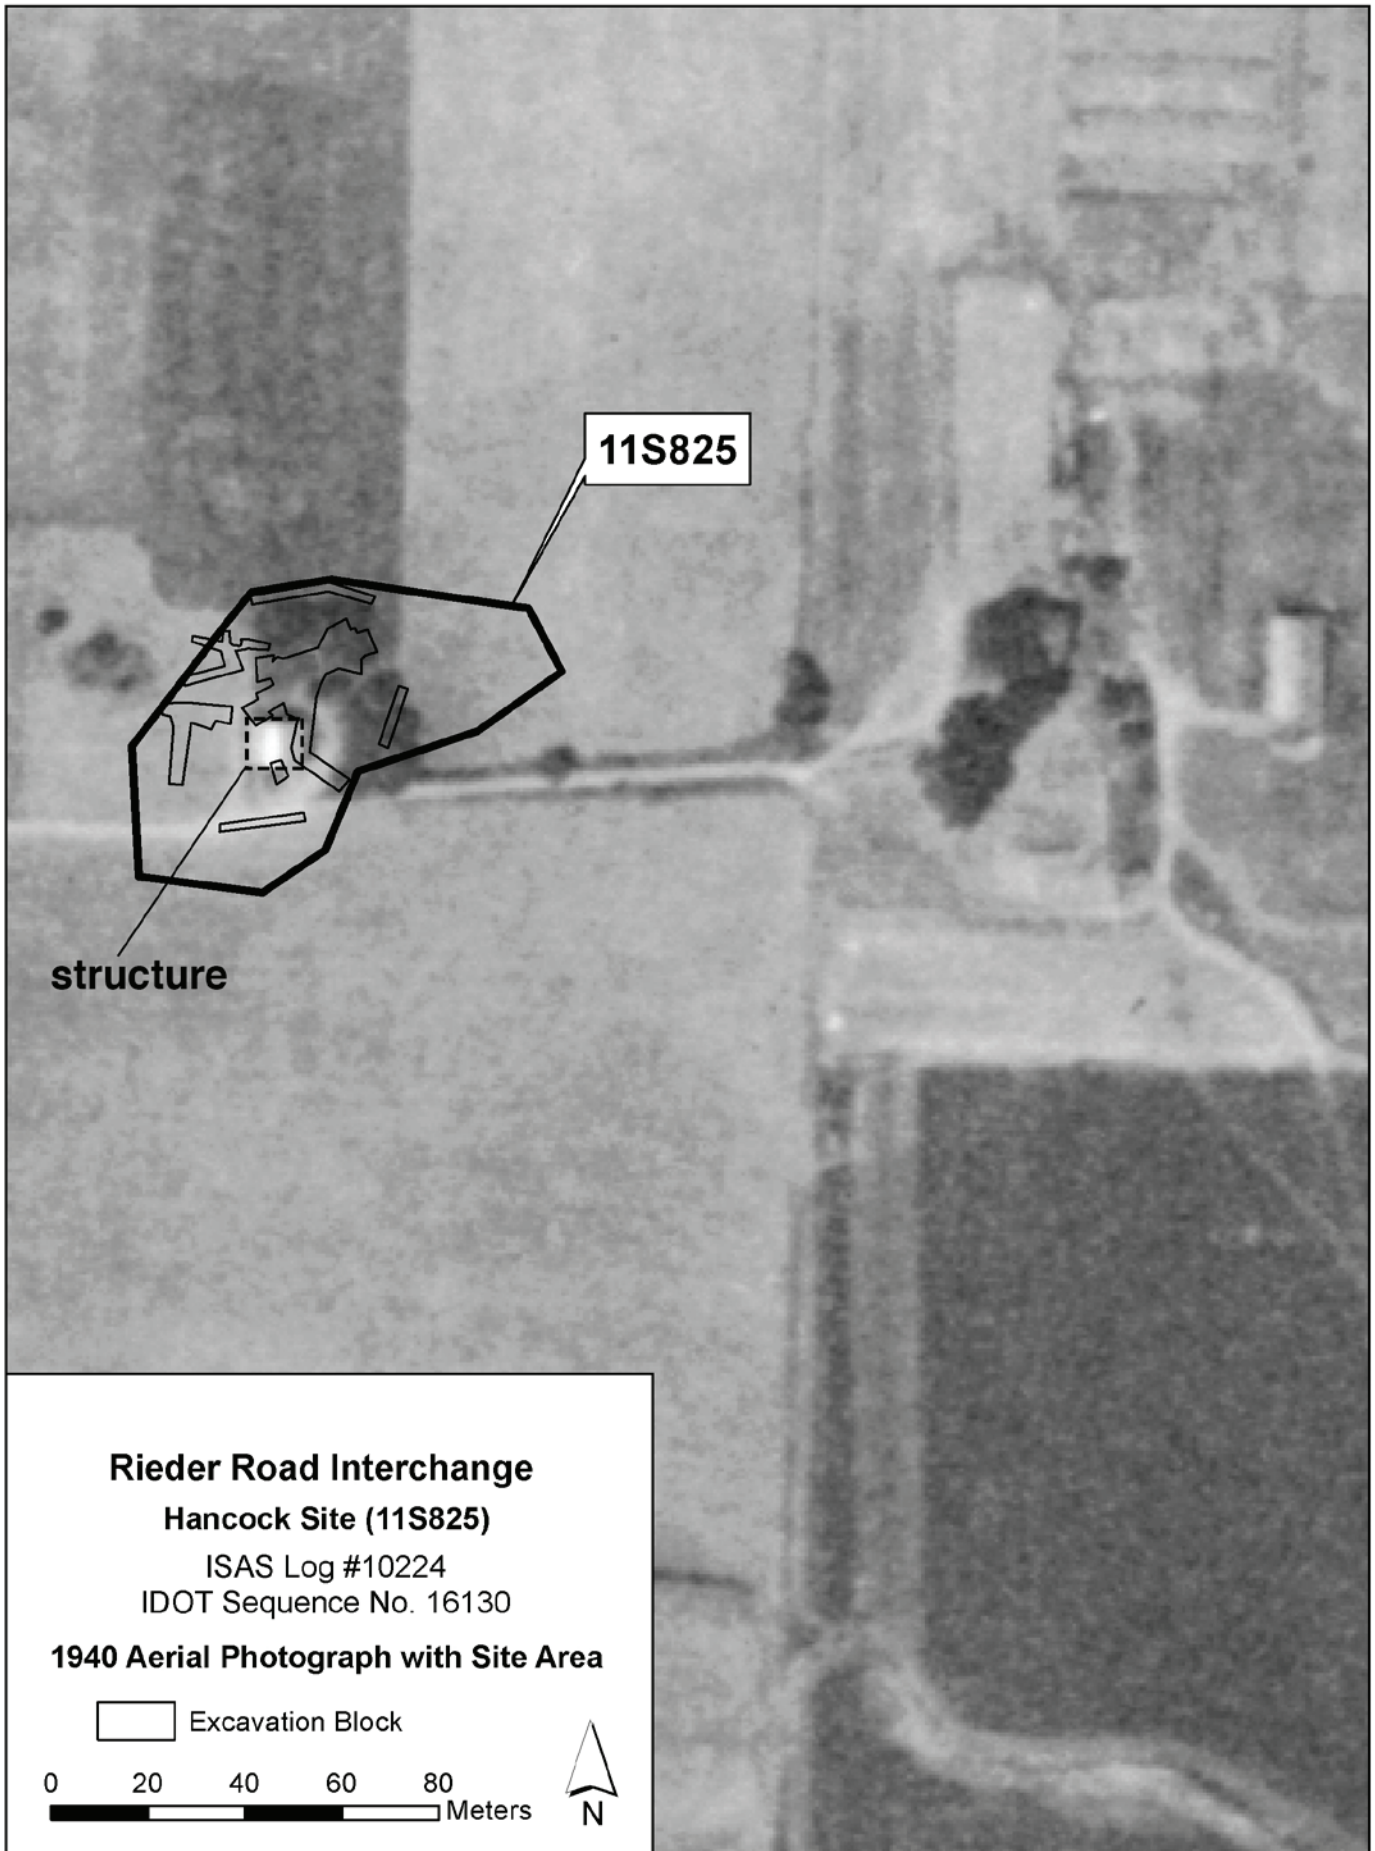 11S825
structure
Rieder Road Interchange
Hancock Site (11S825)
ISAS Log #10224
IDOT Sequence No. 16130
1940 Aerial Photograph with Site Area
Excavation Block
0 20 40 60 80
Meters
N